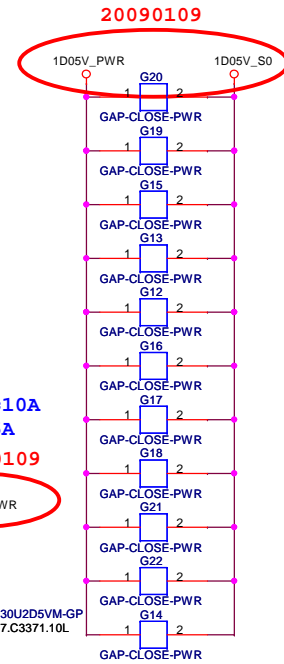 20090109
1D05V_PWR 1D05V_S0
G20
1 2
GAP-CLOSE-PWR
G19
1 2
GAP-CLOSE-PWR
G15
1 2
GAP-CLOSE-PWR
G13
1 2
GAP-CLOSE-PWR
G12
1 2
GAP-CLOSE-PWR
G16
1 2
GAP-CLOSE-PWR
10A
G17
1 2
A
GAP-CLOSE-PWR
109
G18
1 2
GAP-CLOSE-PWR
WR
G21
1 2
GAP-CLOSE-PWR
G22
1 2
GAP-CLOSE-PWR
30U2D5VM-GP
7.C3371.10L
G14
1 2
GAP-CLOSE-PWR